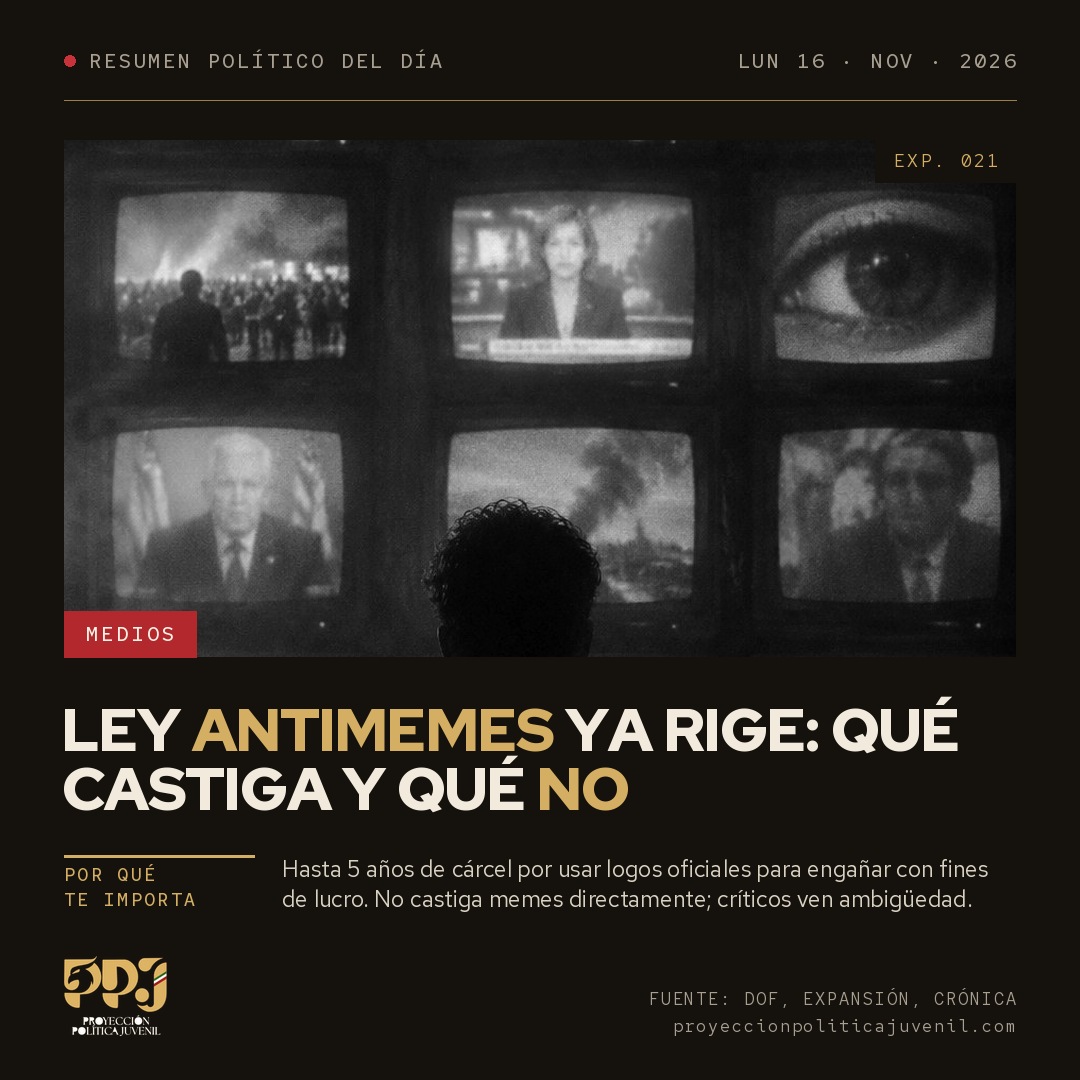 RESUMEN POLÍTICO DEL DÍA
LUN 16 · NOV · 2026
EXP. 021
MEDIOS
LEY ANTIMEMES YA RIGE: QUÉ
CASTIGA Y QUÉ NO
POR QUÉ
TE IMPORTA
Hasta 5 años de cárcel por usar logos oficiales para engañar con fines
de lucro. No castiga memes directamente; críticos ven ambigüedad.
PPJ
PROYECCIÓN
POLÍTICA JUVENIL
FUENTE: DOF, EXPANSIÓN, CRÓNICA
proyeccionpoliticajuvenil.com